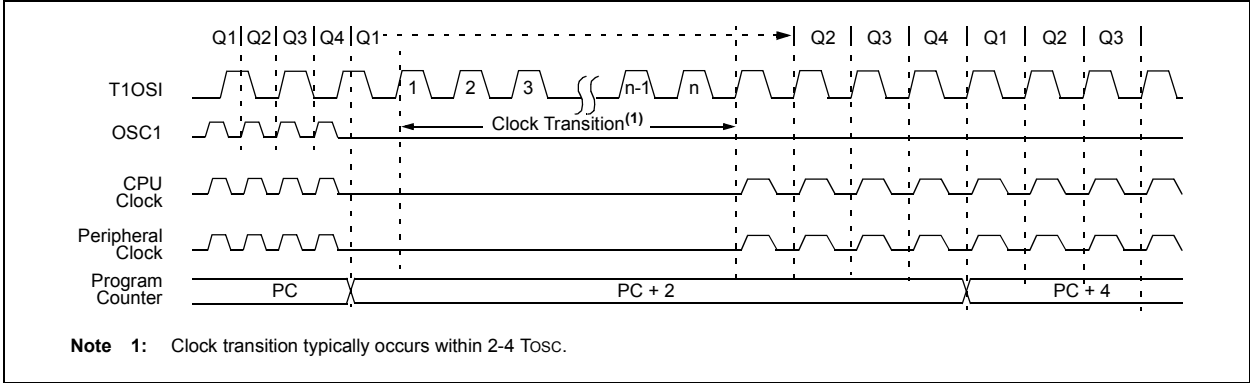 Q1 Q2 Q3 Q4 Q1 Q2 Q3 Q4 Q1 Q2 Q3
T1OSI 1 2 3 n-1 n
OSC1 Clock Transition(1)
CPU
Clock
Peripheral
Clock
Program
Counter PC PC + 2 PC + 4
Note 1: Clock transition typically occurs within 2-4 TOSC.